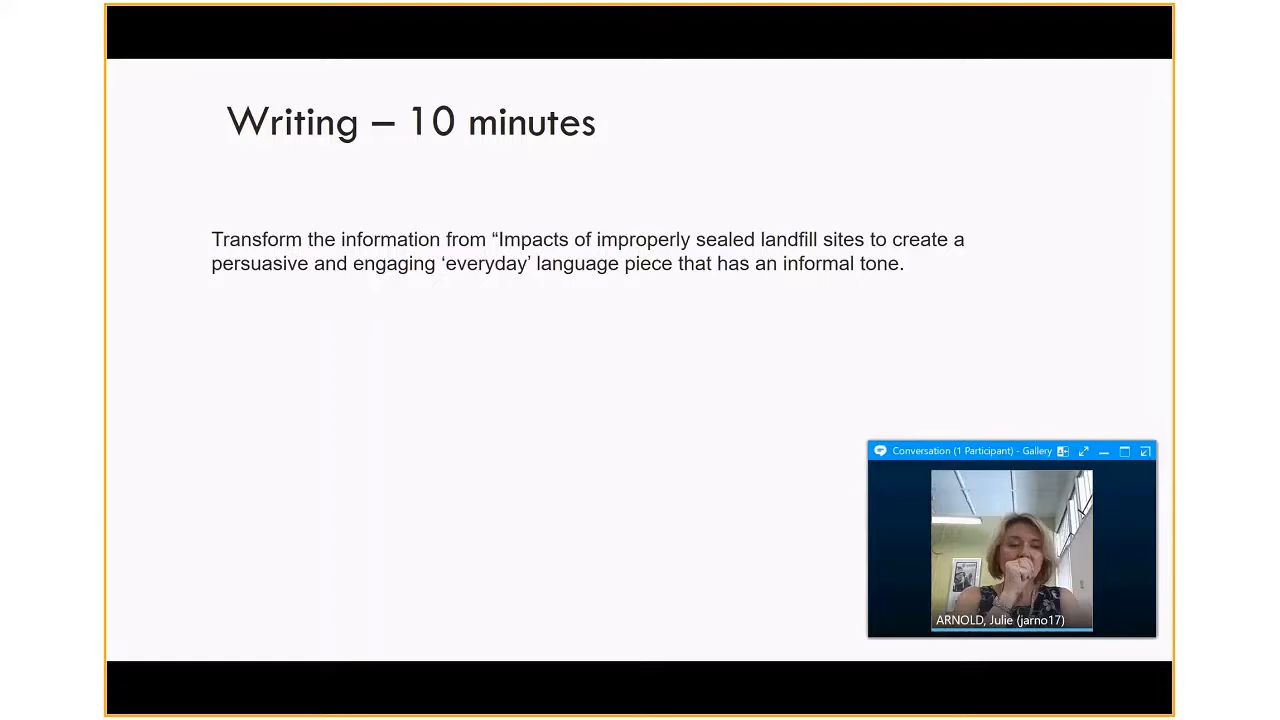 Writing – 10 minutes
Transform the information from “Impacts of improperly sealed landfill sites to create a
persuasive and engaging ‘everyday’ language piece that has an informal tone.
Conversation (1 Participant) - Gallery
ARNOLD, Julie (jarno17)